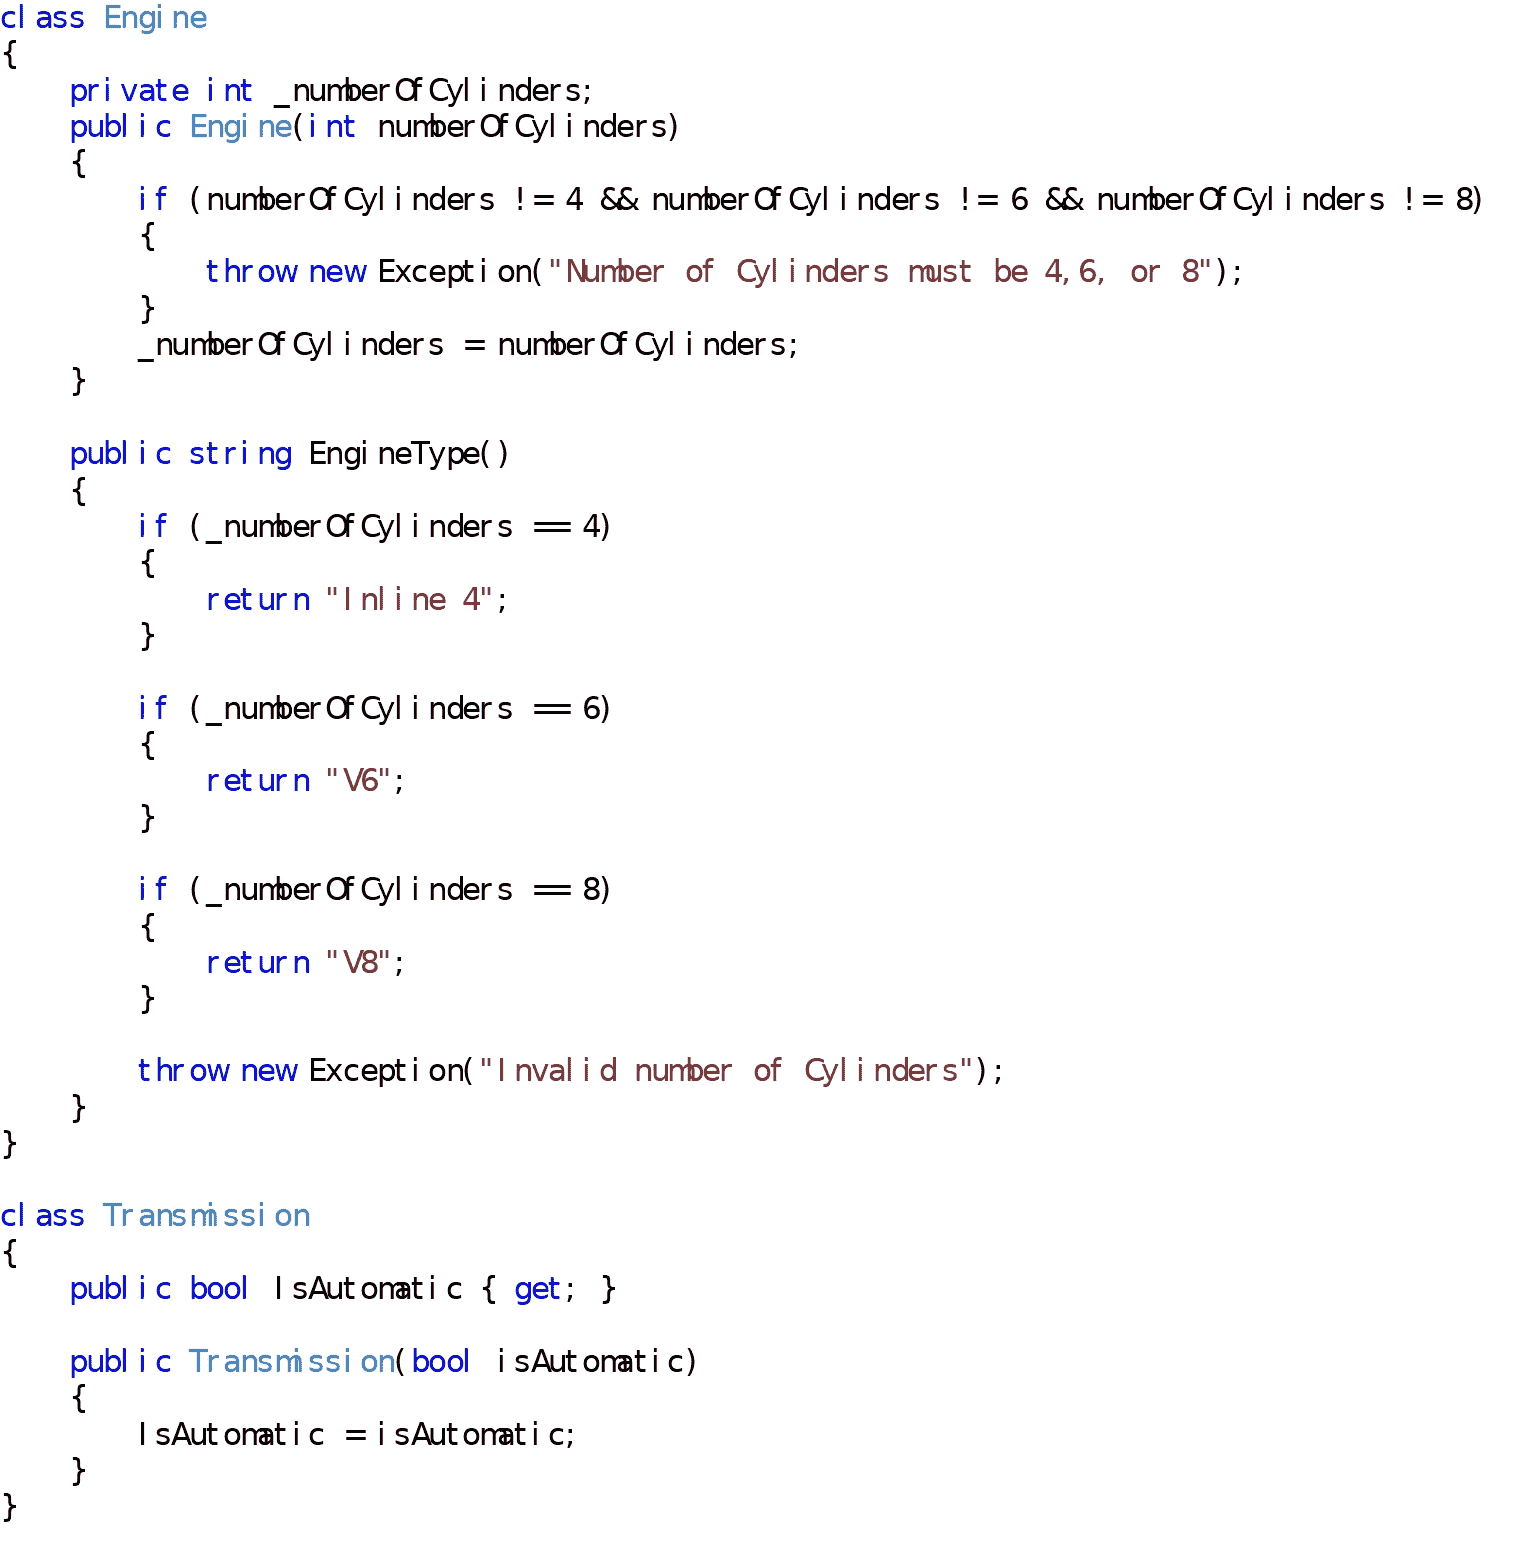 class Engine
{
    private int _numberOfCylinders;
    public Engine(int numberOfCylinders)
    {
        if (numberOfCylinders != 4 && numberOfCylinders != 6 && numberOfCylinders != 8)
        {
            throw new Exception("Number of Cylinders must be 4,6, or 8");
        }
        _numberOfCylinders = numberOfCylinders;
    }

    public string EngineType()
    {
        if (_numberOfCylinders == 4)
        {
            return "Inline 4";
        }

        if (_numberOfCylinders == 6)
        {
            return "V6";
        }

        if (_numberOfCylinders == 8)
        {
            return "V8";
        }

        throw new Exception("Invalid number of Cylinders");
    }
}

class Transmission
{
    public bool IsAutomatic { get; }

    public Transmission(bool isAutomatic)
    {
        IsAutomatic = isAutomatic;
    }
}